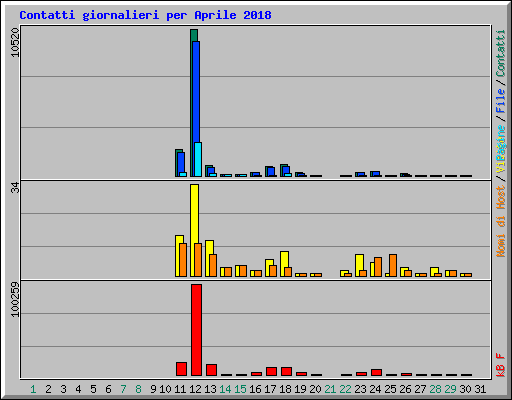 Contatti giornalieri per Aprile 2018
10520
34
100259
Nomi di Host / / File / Contatti
kB F
1 2 3 4 5 6 7 8 9 10 11 12 13 14 15 16 17 18 19 20 21 22 23 24 25 26 27 28 29 30 31